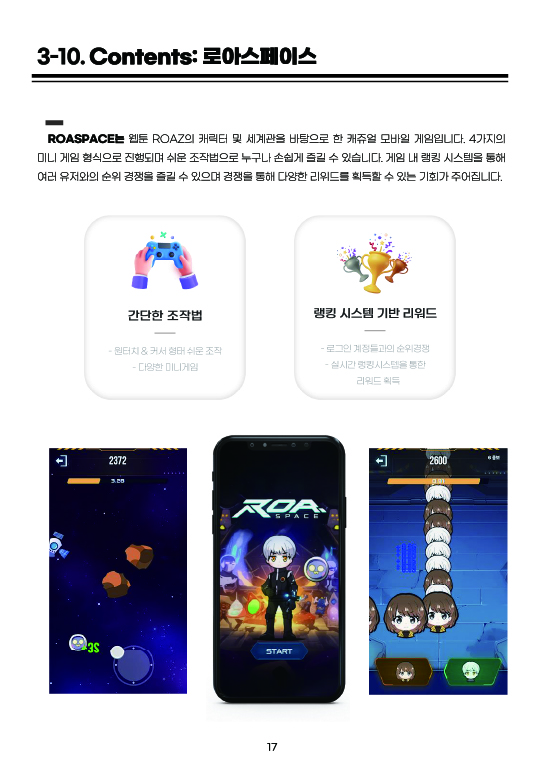 3-10. Contents: 로아스페이스
ROASPACE는 웹툰 ROAZ의 캐릭터 및 세계관을 바탕으로 한 캐쥬얼 모바일 게임입니다. 4가지의
미니 게임 형식으로 진행되며 쉬운 조작법으로 누구나 손쉽게 즐길 수 있습니다. 게임 내 랭킹 시스템을 통해
여러 유저와의 순위 경쟁을 즐길 수 있으며 경쟁을 통해 다양한 리워드를 획득할 수 있는 기회가 주어집니다.
간단한 조작법
- 원터치 & 커서 형태 쉬운 조작
- 다양한 미니게임
랭킹 시스템 기반 리워드
- 로그인 계정들과의 순위경쟁
- 실시간 랭킹시스템을 통한
리워드 획득
2372
3.28
-3S
ROA.
SPACE
START
2600
17